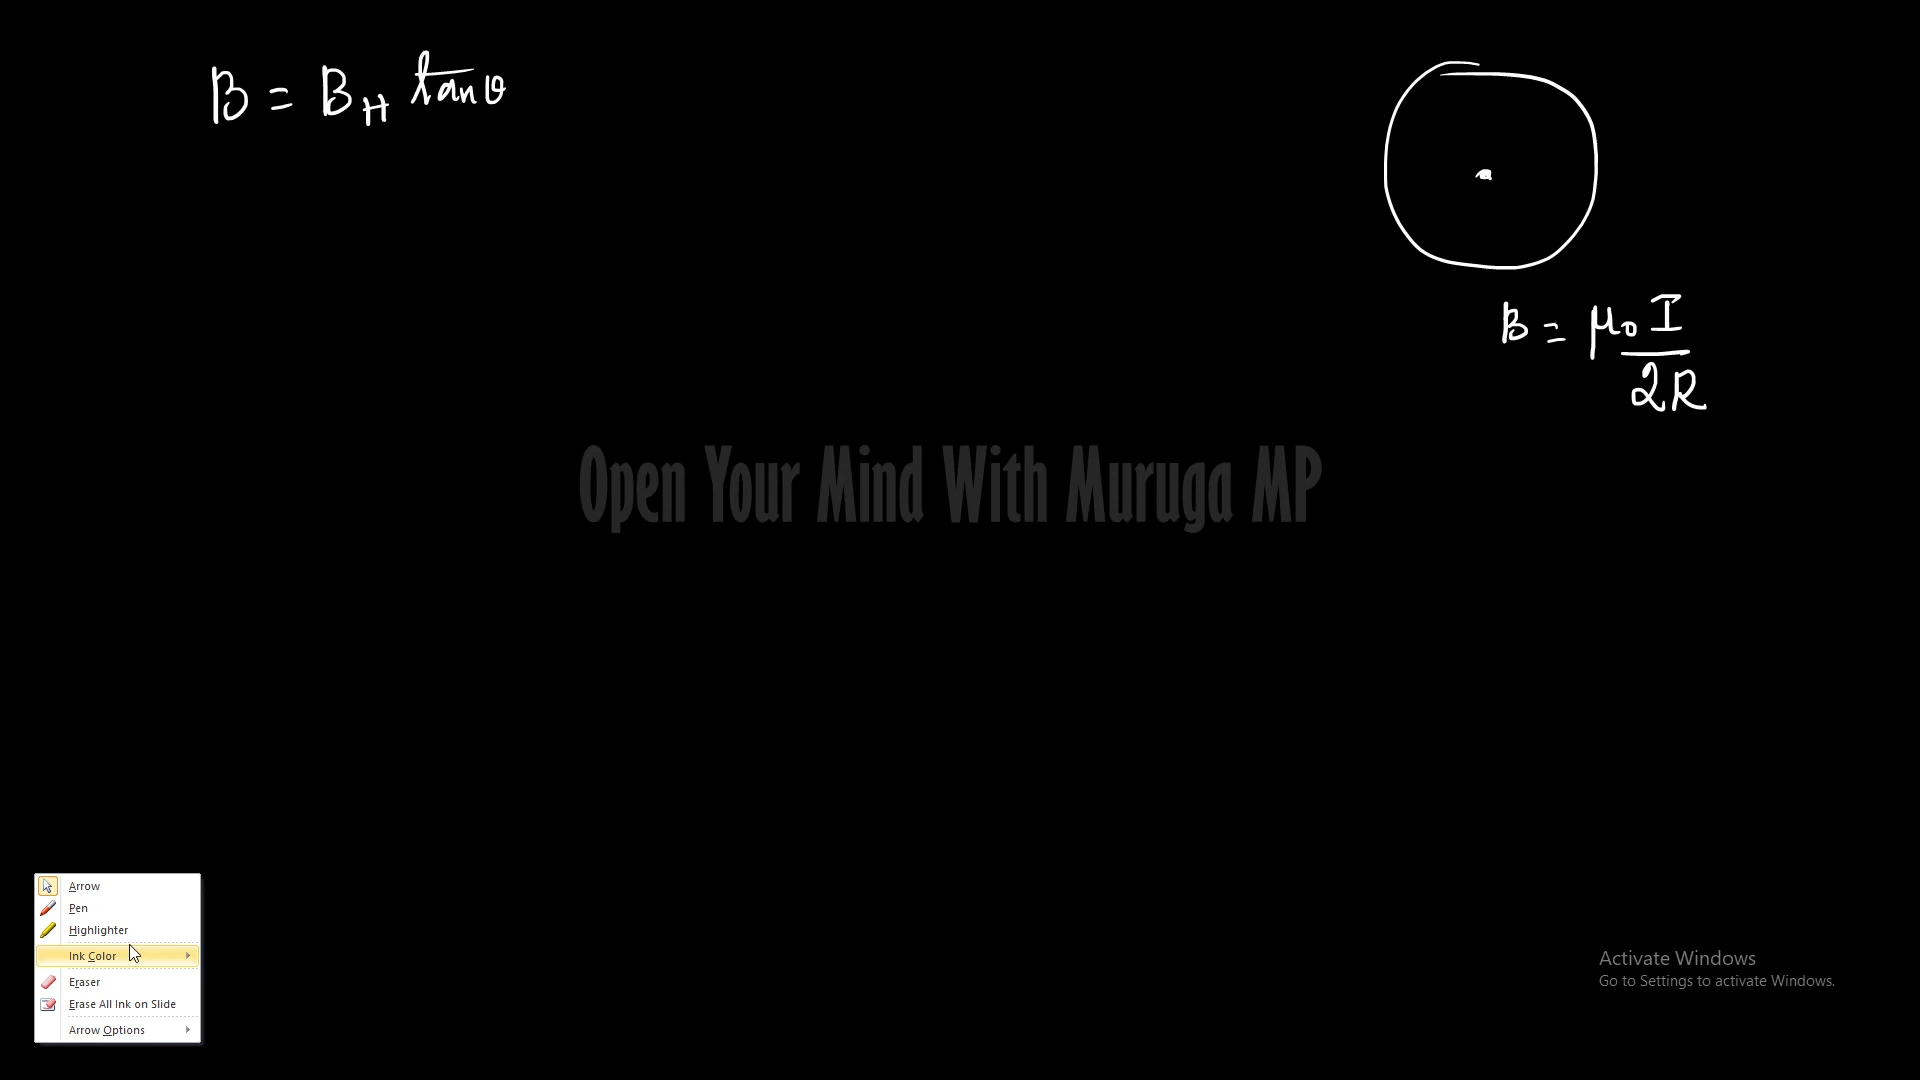 B = B_H tanθ
B = μ₀ I
2R
Open Your Mind With Muruga MP
Arrow
Pen
Highlighter
Ink Color
Eraser
Erase All Ink on Slide
Arrow Options
Activate Windows
Go to Settings to activate Windows.